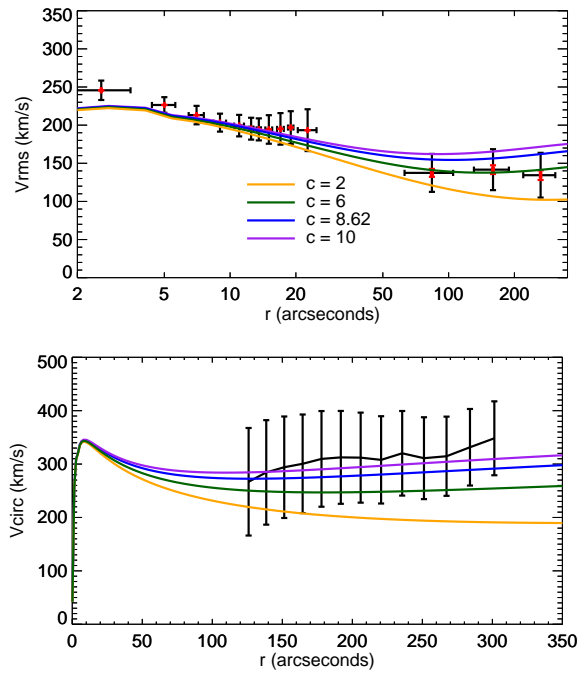 350
300
250
200
150
100
50
0
Vrms (km/s)
c = 2
c = 6
c = 8.62
c = 10
2 5 10 20 50 100 200
r (arcseconds)
500
400
300
200
100
0
Vcirc (km/s)
0 50 100 150 200 250 300 350
r (arcseconds)